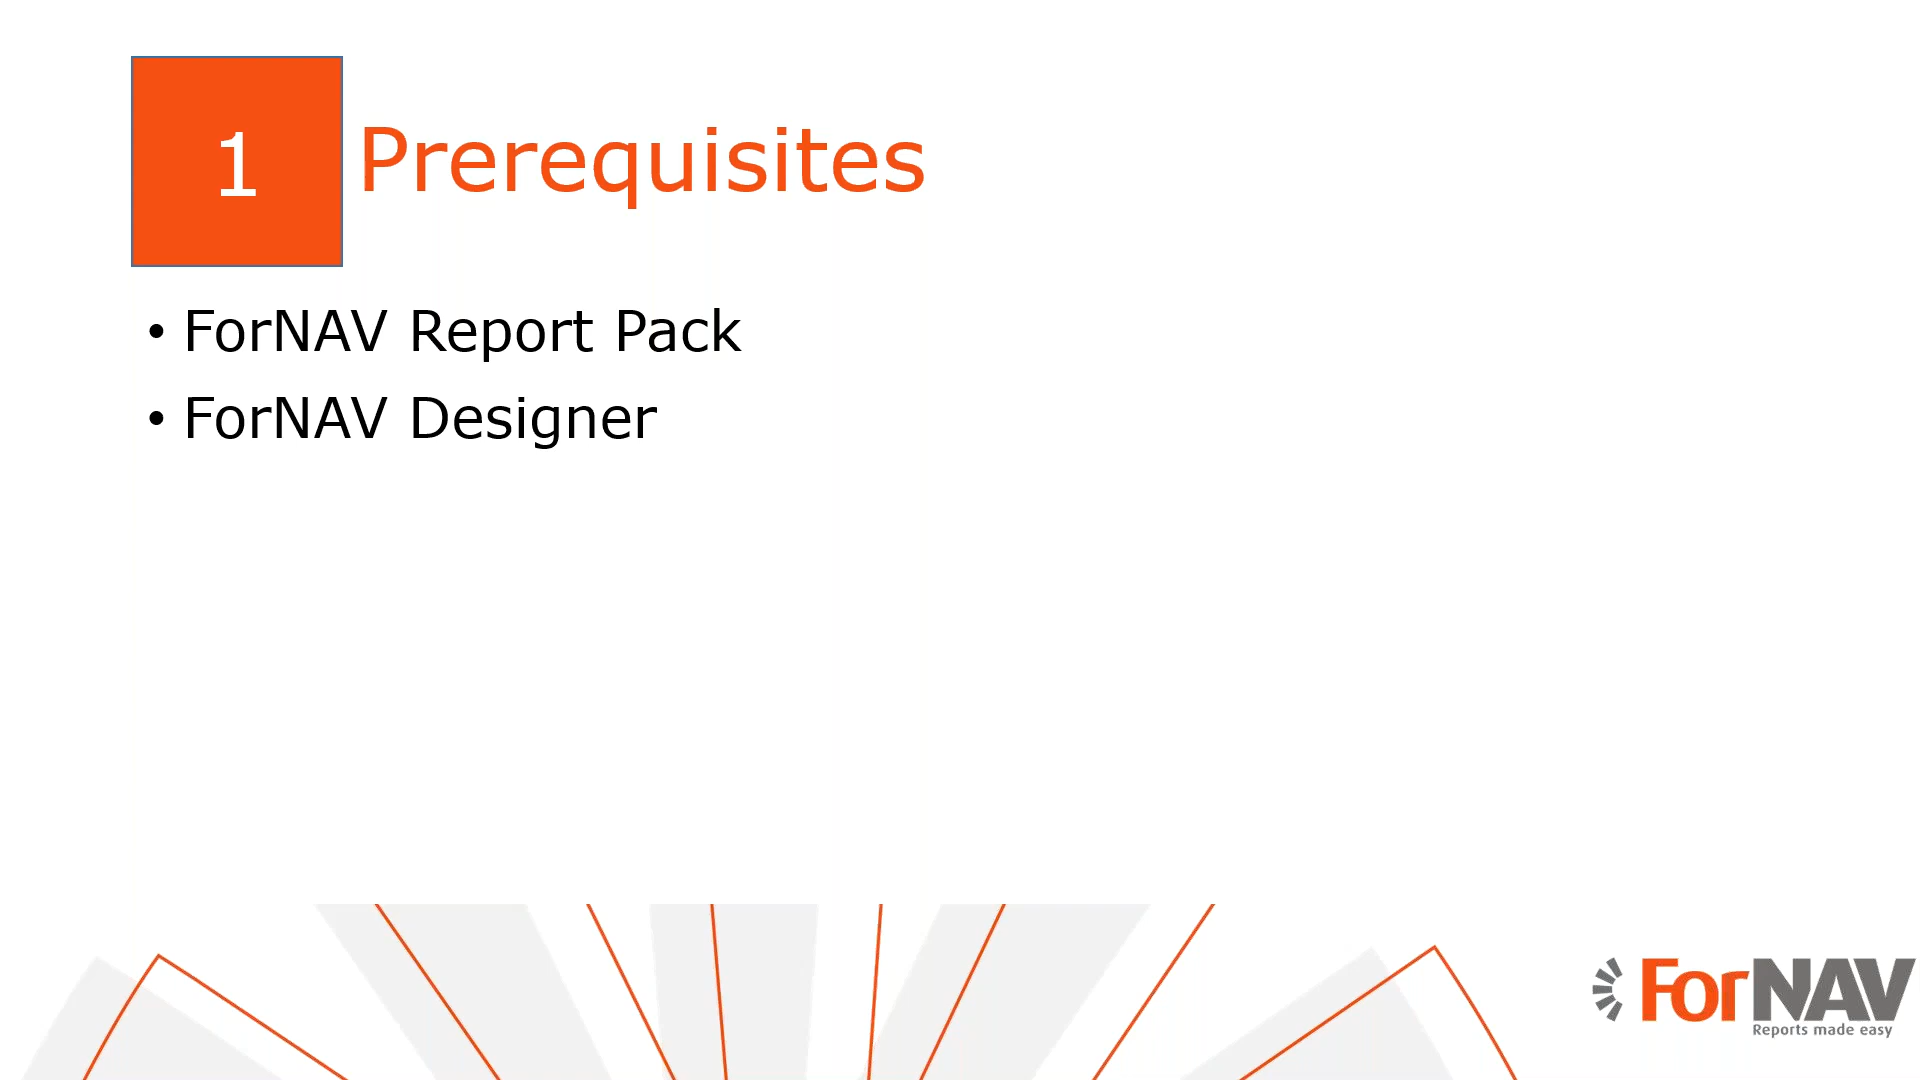 1 Prerequisites
• ForNAV Report Pack
• ForNAV Designer
ForNAV
Reports made easy